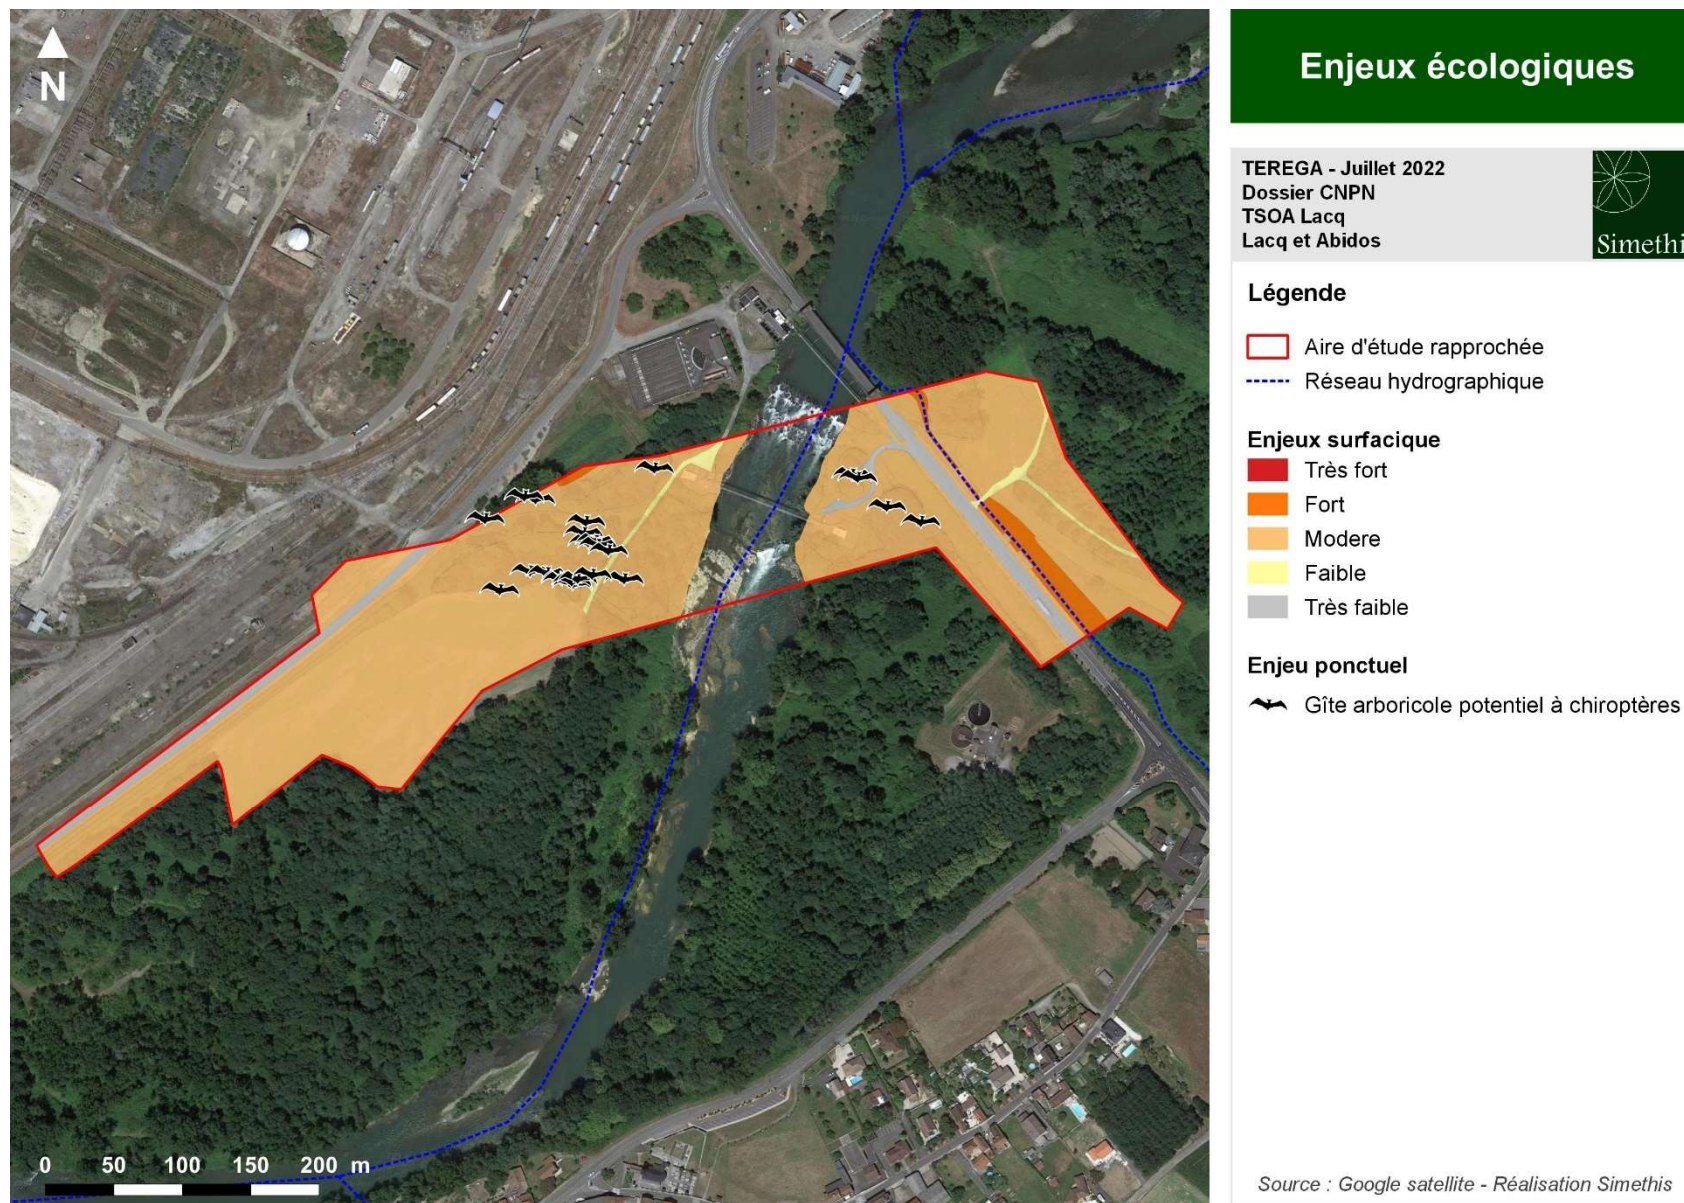 N
Enjeux écologiques
TEREGA - Juillet 2022
Dossier CNPN
TSOA Lacq
Lacq et Abidos
Simethi
Légende
Aire d'étude rapprochée
Réseau hydrographique
Enjeux surfacique
Très fort
Fort
Modere
Faible
Très faible
Enjeu ponctuel
Gîte arboricole potentiel à chiroptères
0 50 100 150 200 m
Source : Google satellite - Réalisation Simethis